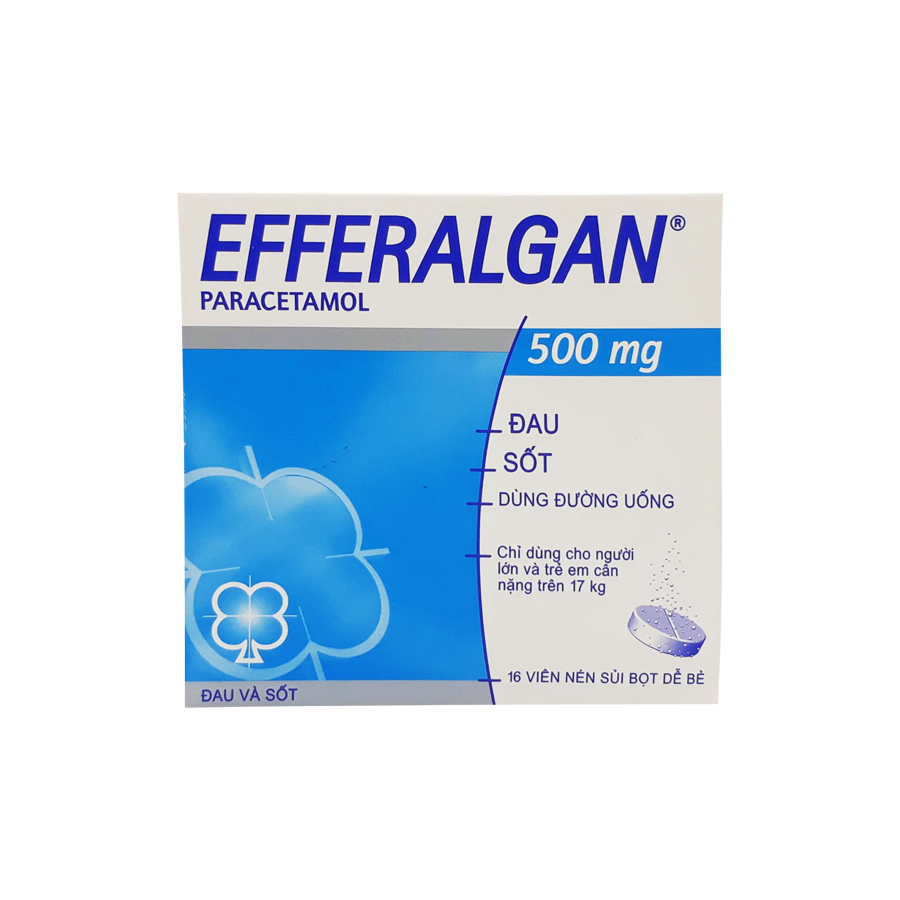 EFFERALGAN®
PARACETAMOL
500 mg
ĐAU
SỐT
DÙNG ĐƯỜNG UỐNG
Chỉ dùng cho người
lớn và trẻ em cân
nặng trên 17 kg
16 VIÊN NÉN SỦI BỌT DỄ BẺ
ĐAU VÀ SỐT